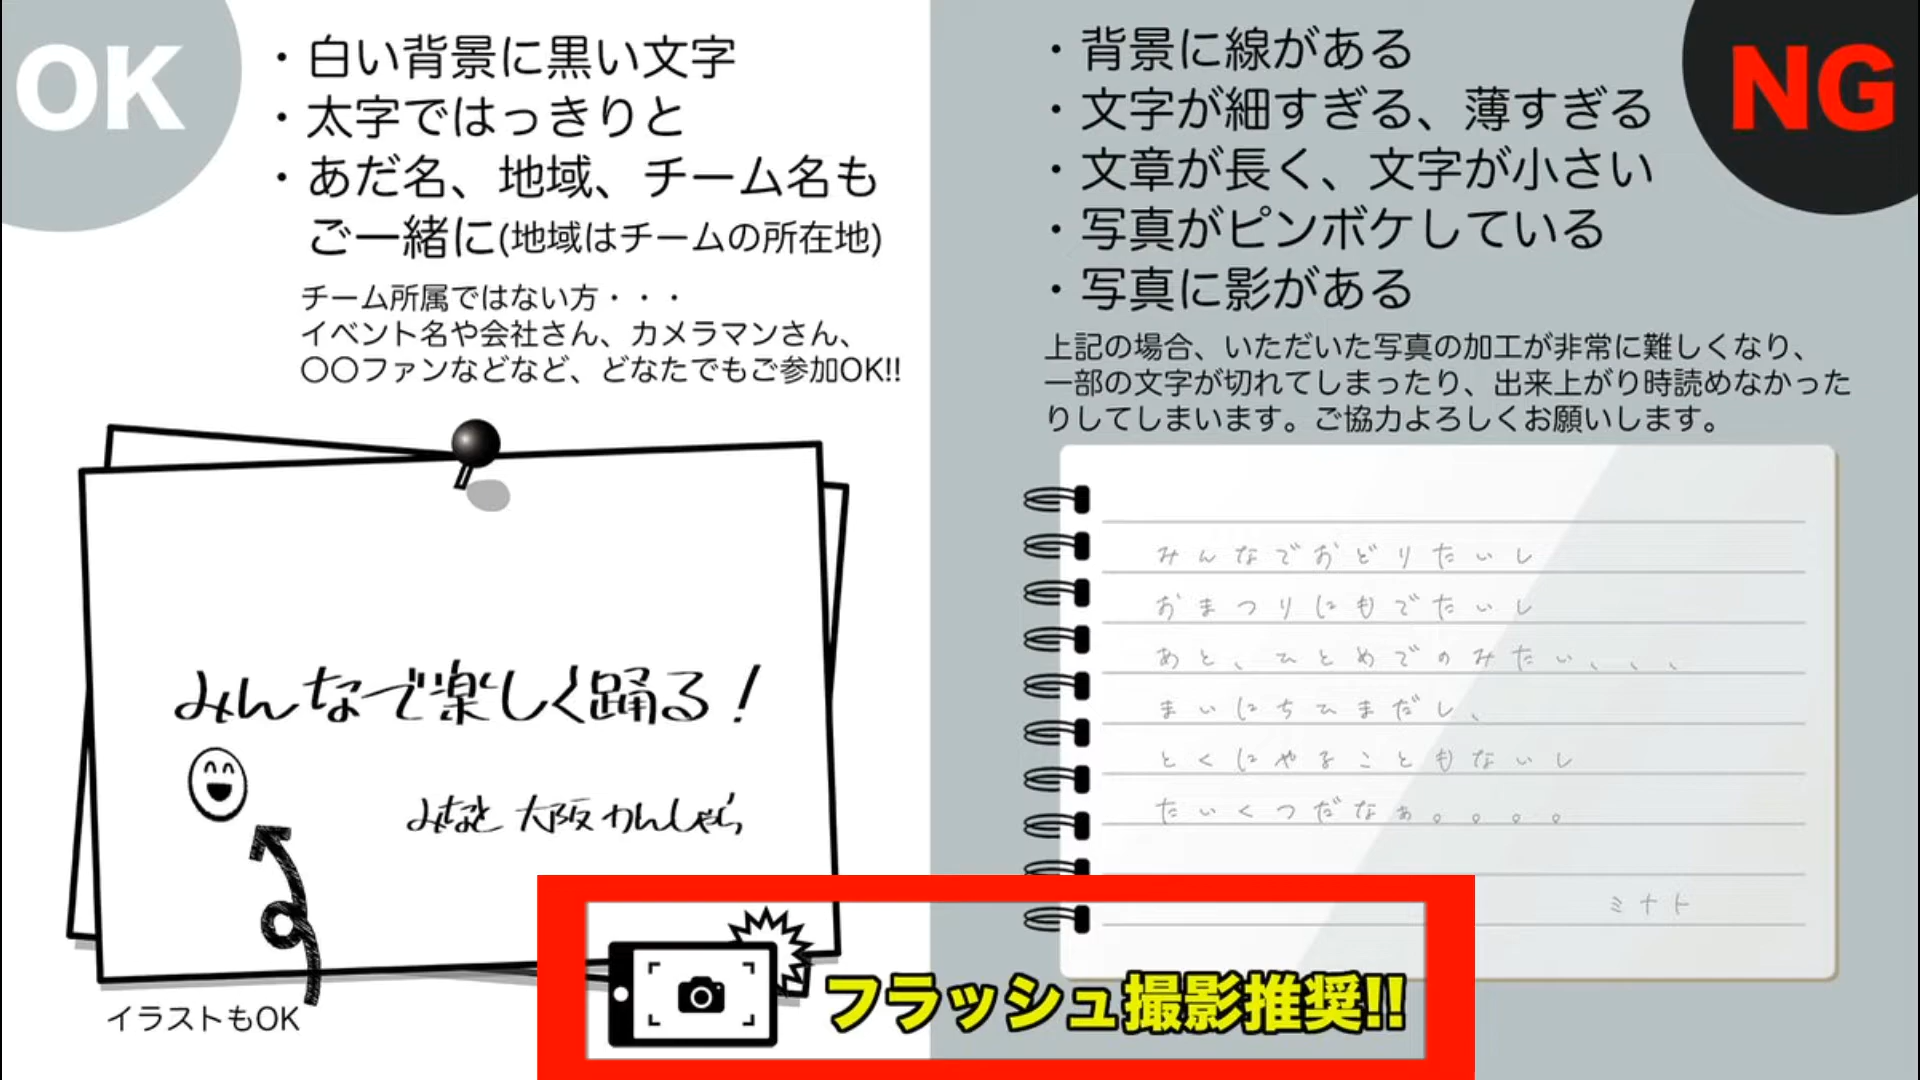 OK
・白い背景に黒い文字
・太字ではっきりと
・あだ名、地域、チーム名も
ご一緒に(地域はチームの所在地)
チーム所属ではない方・・・
イベント名や会社さん、カメラマンさん、
〇〇ファンなどなど、どなたでもご参加OK!!
みんなで楽しく踊る!
みなと 大阪 わんしゃら
イラストもOK
NG
・背景に線がある
・文字が細すぎる、薄すぎる
・文章が長く、文字が小さい
・写真がピンボケしている
・写真に影がある
上記の場合、いただいた写真の加工が非常に難しくなり、
一部の文字が切れてしまったり、出来上がり時読めなかった
りしてしまいます。ご協力よろしくお願いします。
みんなでおどりたいし
おまつりにもでたいし
あと、ひとめでのみたい、、、
まいにちひまだし、
とくにやることもないし
たいくつだなぁ。。。。
ミナト
フラッシュ撮影推奨!!